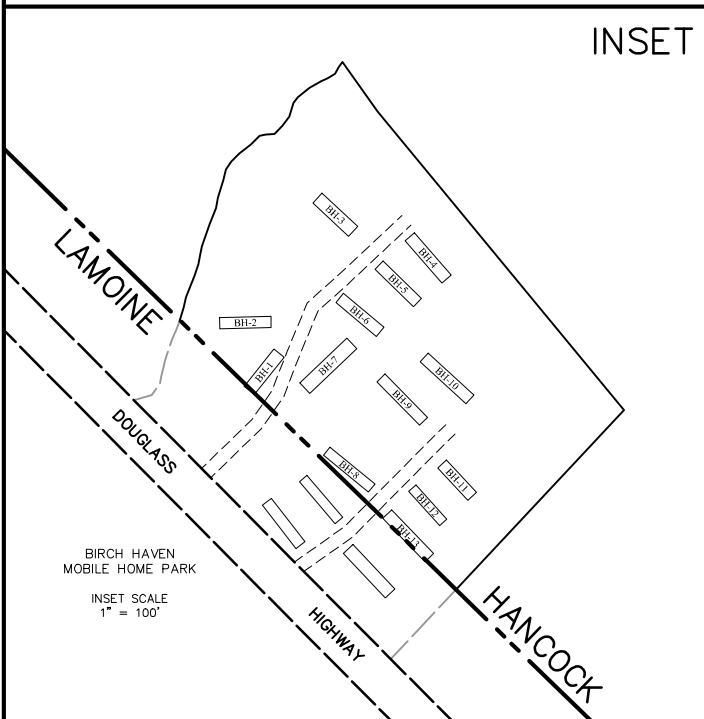 INSET
BH-3
BH-4
BH-5
LAMOINE
BH-6
BH-2
BH-7
BH-1
BH-10
BH-9
DOUGLASS
BH-8
BH-11
BH-12
BH-13
BIRCH HAVEN
MOBILE HOME PARK
INSET SCALE
1" = 100'
HIGHWAY
HANCOCK